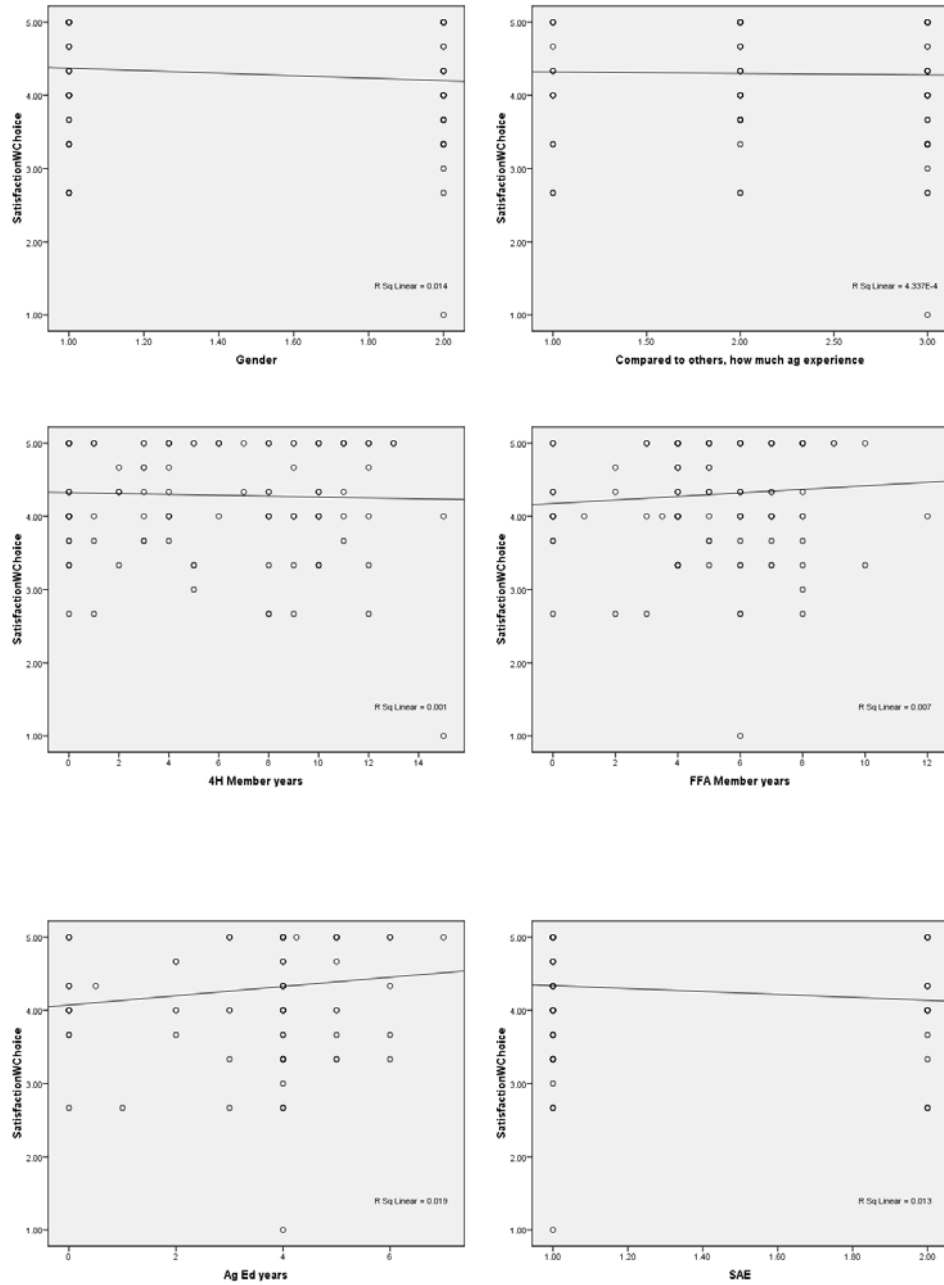 5.00
4.00
3.00
2.00
1.00
SatisfactionWChoice
R Sq Linear = 0.014
1.00 1.20 1.40 1.60 1.80 2.00
Gender
5.00
4.00
3.00
2.00
1.00
SatisfactionWChoice
R Sq Linear = 4.337E-4
1.00 1.50 2.00 2.50 3.00
Compared to others, how much ag experience
5.00
4.00
3.00
2.00
1.00
SatisfactionWChoice
R Sq Linear = 0.001
0 2 4 6 8 10 12 14
4H Member years
5.00
4.00
3.00
2.00
1.00
SatisfactionWChoice
R Sq Linear = 0.007
0 2 4 6 8 10 12
FFA Member years
5.00
4.00
3.00
2.00
1.00
SatisfactionWChoice
R Sq Linear = 0.019
0 2 4 6
Ag Ed years
5.00
4.00
3.00
2.00
1.00
SatisfactionWChoice
R Sq Linear = 0.013
1.00 1.20 1.40 1.60 1.80 2.00
SAE